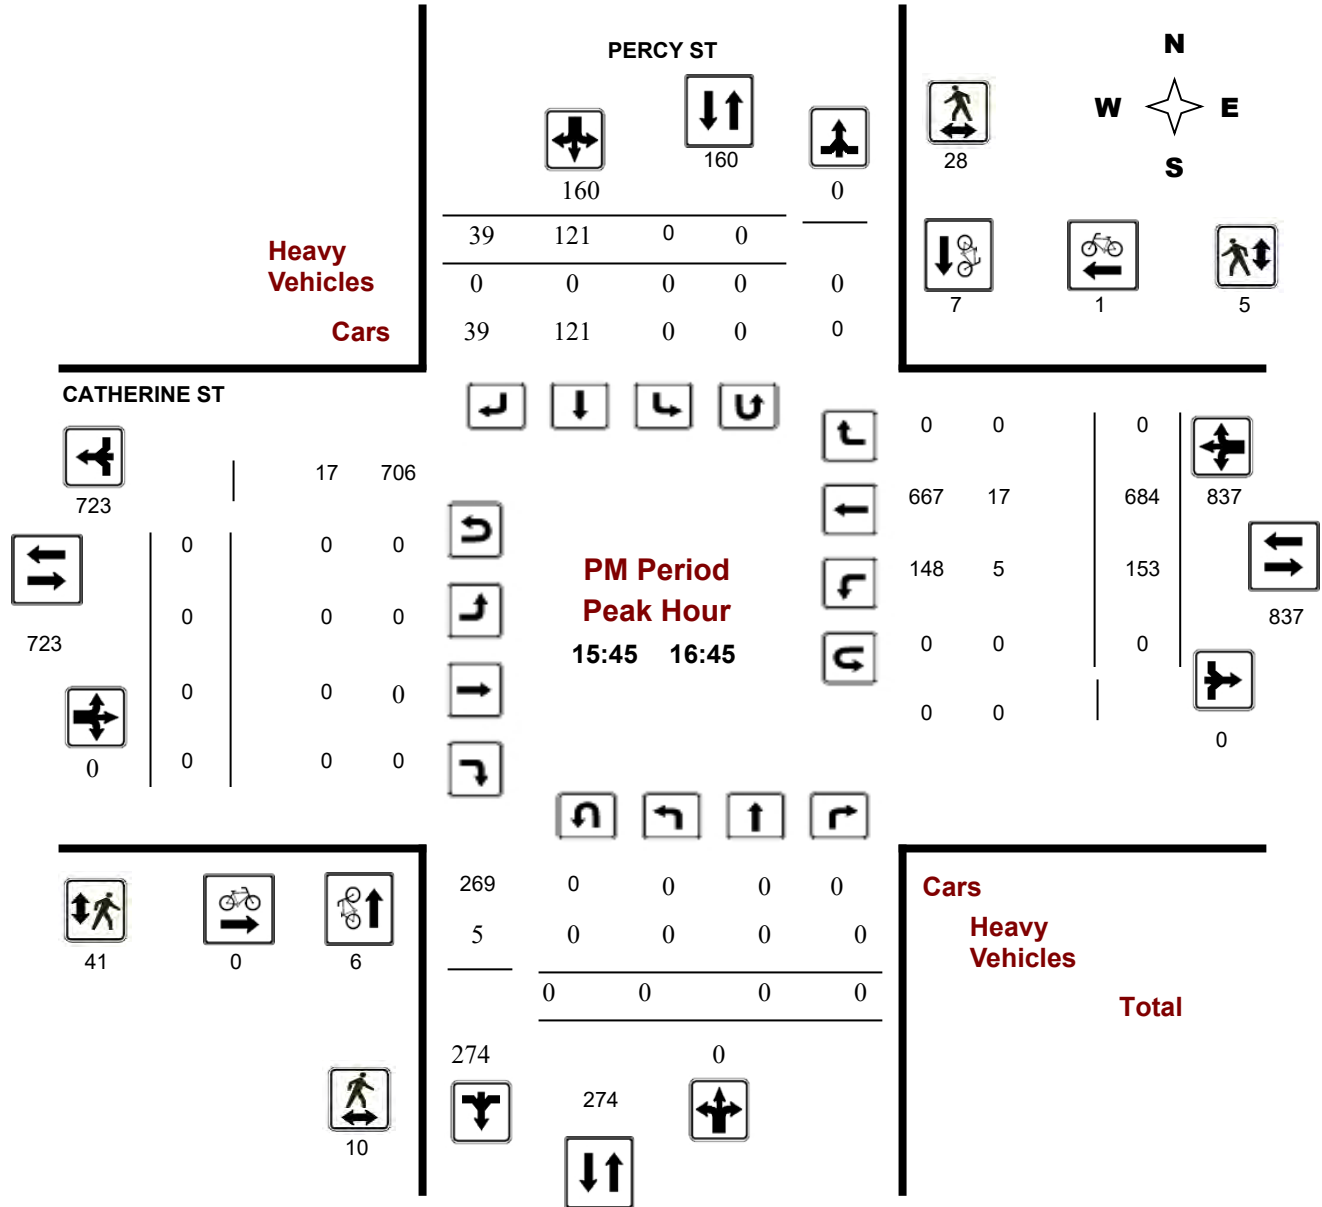 PERCY ST
N
W E
S
160
160
0
28
39 121 0 0
Heavy
Vehicles
0 0 0 0 0
7 1 5
Cars
39 121 0 0 0
CATHERINE ST
0 0 0
17 706
723
667 17 684 837
0 0 0
PM Period
148 5 153
Peak Hour
0 0 0
837
723
15:45 16:45
0 0 0
0 0 0
0 0
0
0 0 0
0
269 0 0 0 0
Cars
5 0 0 0 0
Heavy
Vehicles
41 0 6
0 0 0 0
Total
274 0
274
10